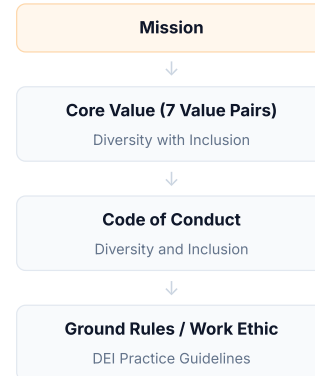 Mission
Core Value (7 Value Pairs)
Diversity with Inclusion
Code of Conduct
Diversity and Inclusion
Ground Rules / Work Ethic
DEI Practice Guidelines